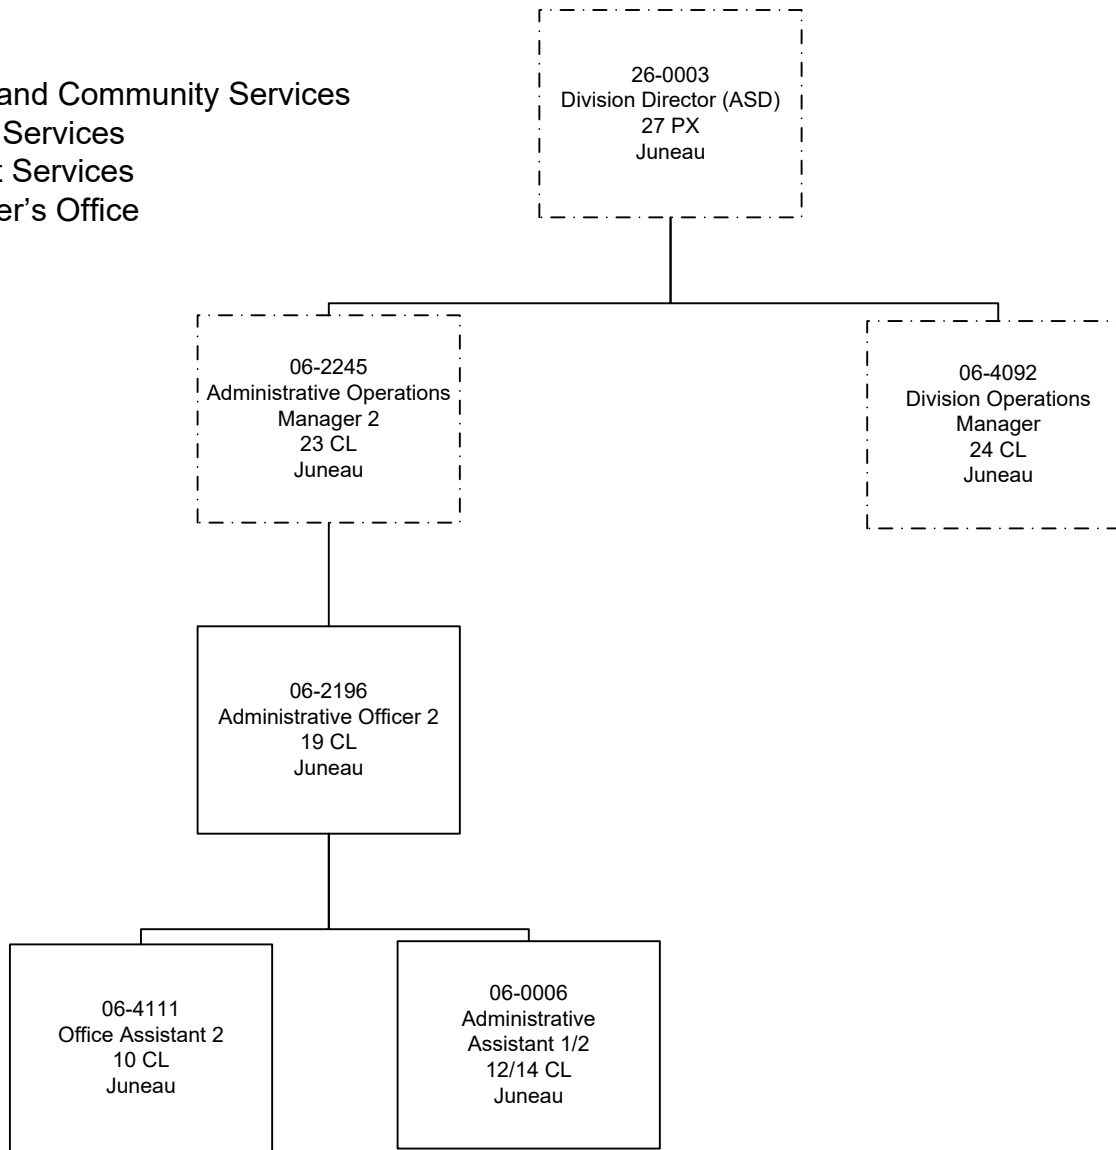 and Community Services
Services
Services
Office
26-0003
Division Director (ASD)
27 PX
Juneau
06-2245
Administrative Operations
Manager 2
23 CL
Juneau
06-4092
Division Operations
Manager
24 CL
Juneau
06-2196
Administrative Officer 2
19 CL
Juneau
06-4111
Office Assistant 2
10 CL
Juneau
06-0006
Administrative
Assistant 1/2
12/14 CL
Juneau